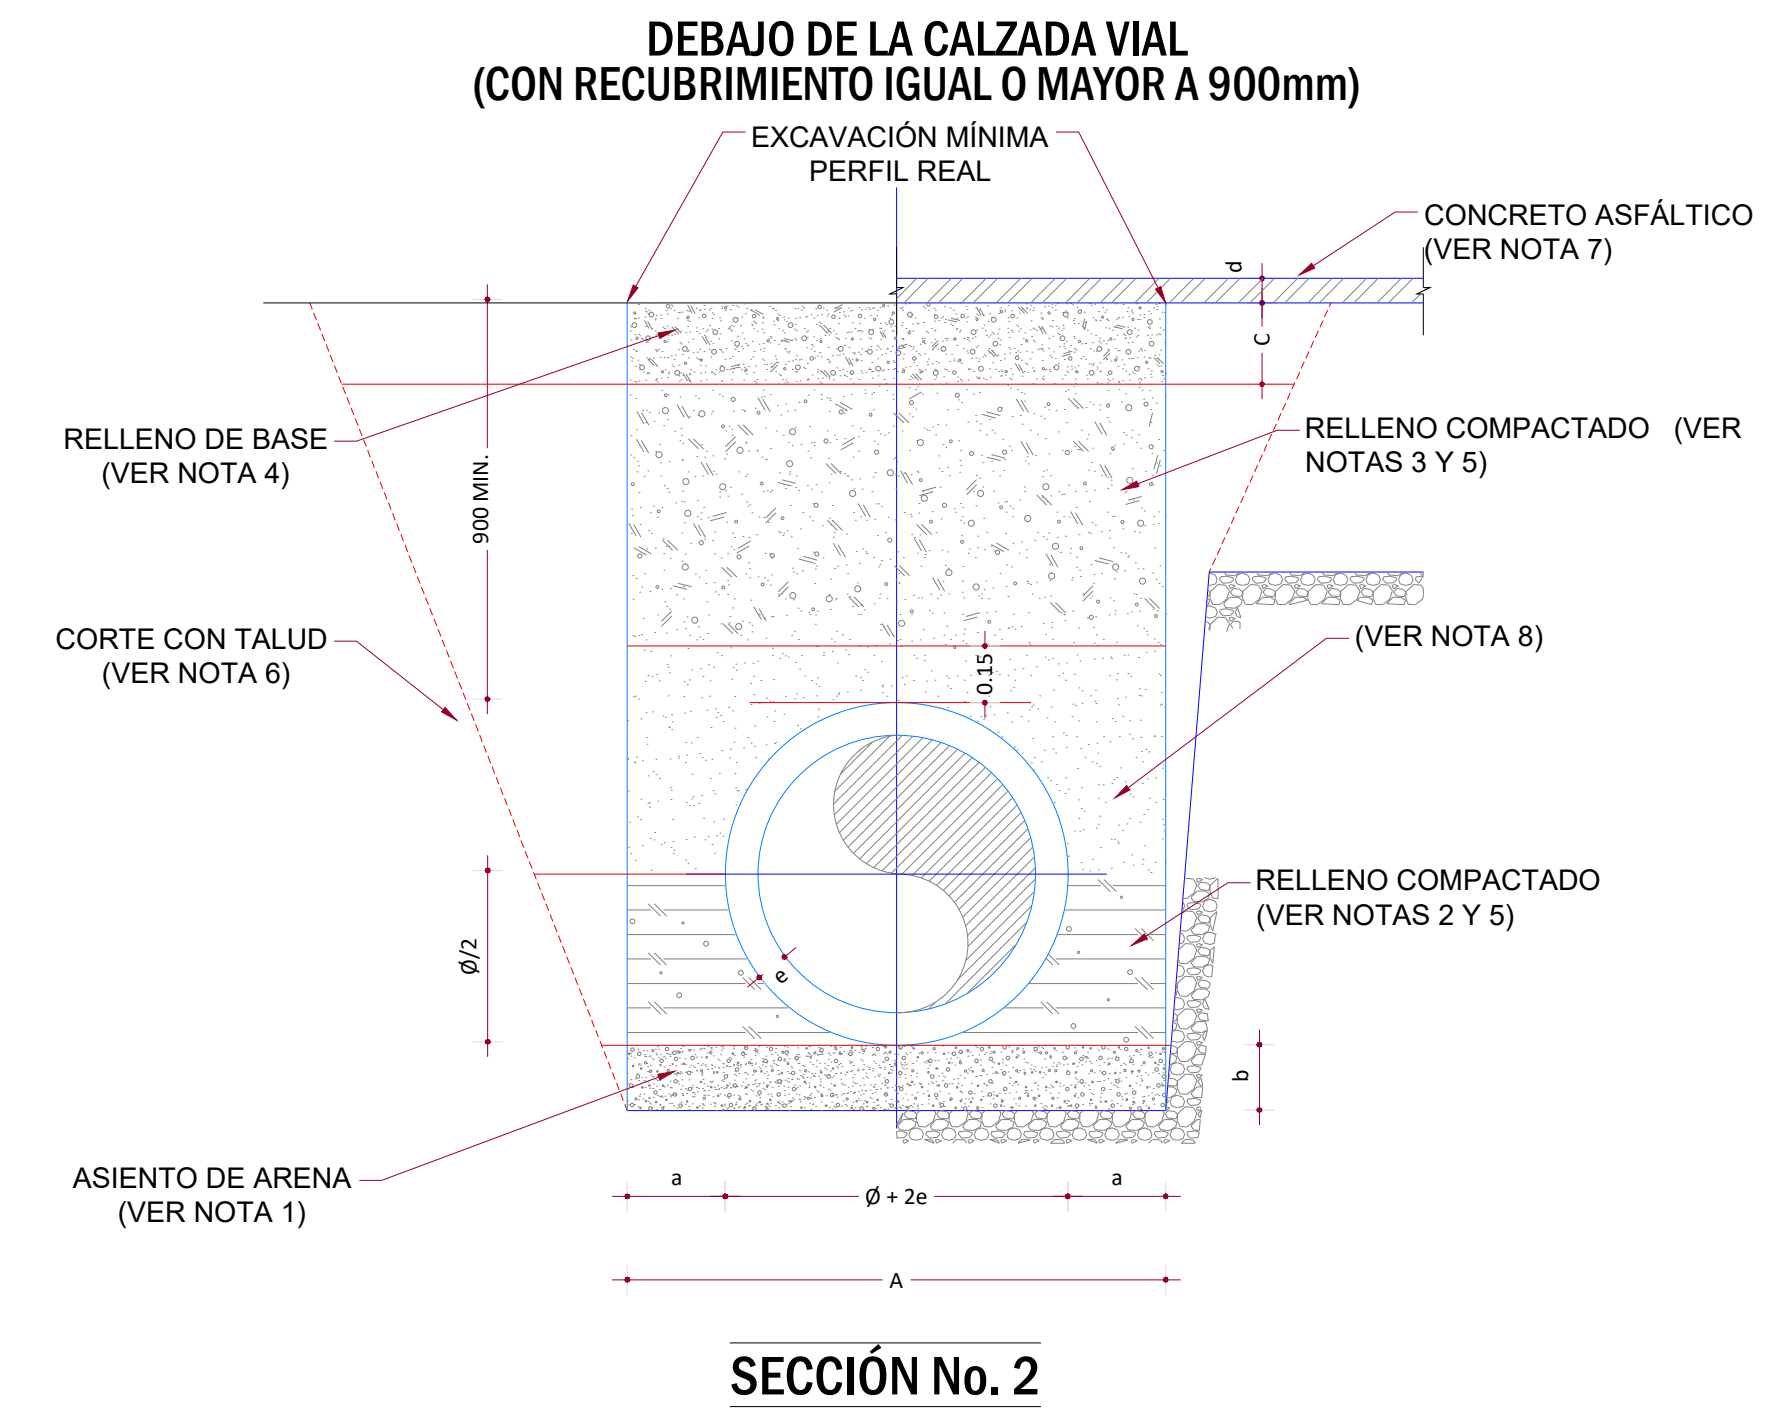 DEBAJO DE LA CALZADA VIAL
(CON RECUBRIMIENTO IGUAL O MAYOR A 900mm)
EXCAVACIÓN MÍNIMA
PERFIL REAL
CONCRETO ASFÁLTICO
(VER NOTA 7)
d
C
RELLENO DE BASE
(VER NOTA 4)
900 MIN.
RELLENO COMPACTADO (VER
NOTAS 3 Y 5)
CORTE CON TALUD
(VER NOTA 6)
0.15
(VER NOTA 8)
RELLENO COMPACTADO
(VER NOTAS 2 Y 5)
Ø/2
e
b
ASIENTO DE ARENA
(VER NOTA 1)
a
Ø + 2e
a
A
SECCIÓN No. 2